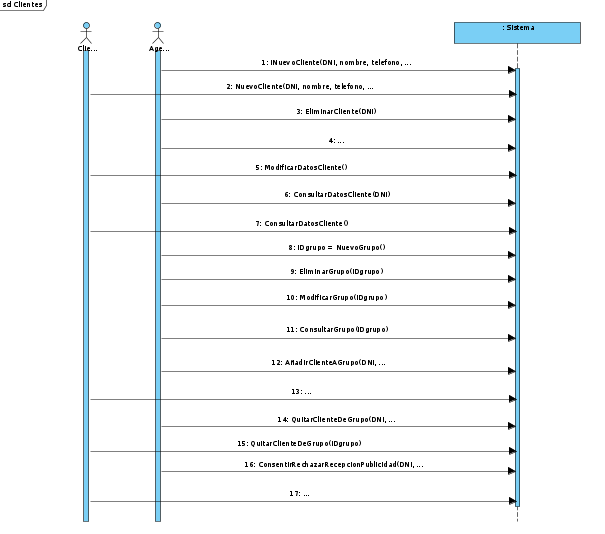 sd Clientes
Clie...
Age...
: Sistema
1: INuevoCliente(DNI, nombre, telefono, ...
2: NuevoCliente(DNI, nombre, telefono, ...
3: EliminarCliente(DNI)
4: ...
5: ModificarDatosCliente()
6: ConsultarDatosCliente(DNI)
7: ConsultarDatosCliente()
8: IDgrupo = NuevoGrupo()
9: EliminarGrupo(IDgrupo)
10: ModificarGrupo(IDgrupo)
11: ConsultarGrupo(IDgrupo)
12: AñadirClienteAGrupo(DNI, ...
13: ...
14: QuitarClienteDeGrupo(DNI, ...
15: QuitarClienteDeGrupo(IDgrupo)
16: ConsentirRechazarRecepcionPublicidad(DNI, ...
17: ...